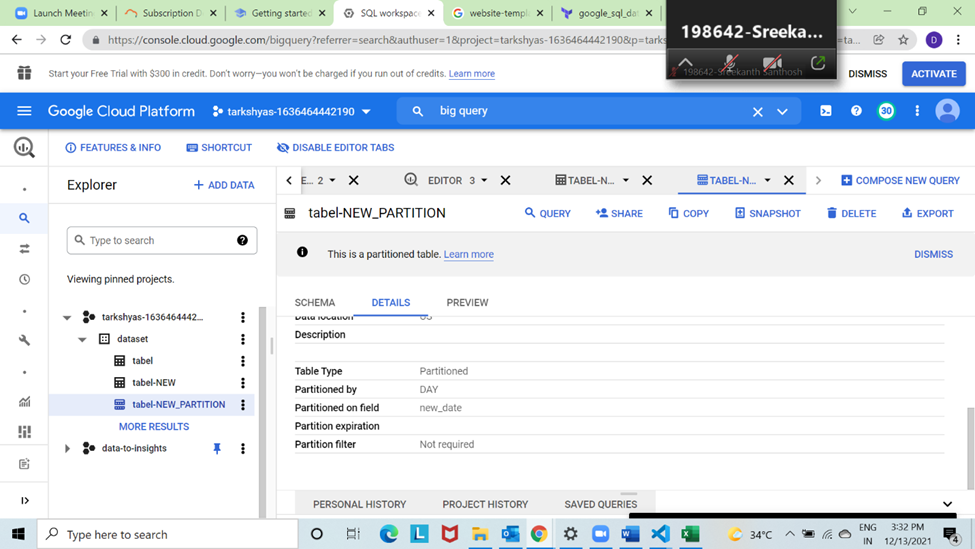 Launch Meetin
Subscription D
Getting started
SQL workspac
website-templ
google_sql_dat
198642-Sreeka...
198642-Sreekanth Santhosh
https://console.cloud.google.com/bigquery?referrer=search&authuser=1&project=tarkshyas-1636464442190&p=tarks
=ta...
D
Start your Free Trial with $300 in credit. Don't worry—you won't be charged if you run out of credits. Learn more
DISMISS
ACTIVATE
Google Cloud Platform
tarkshyas-1636464442190
big query
30
FEATURES & INFO
SHORTCUT
DISABLE EDITOR TABS
Explorer
+ ADD DATA
E... 2
EDITOR 3
TABEL-N...
TABEL-N...
COMPOSE NEW QUERY
tabel-NEW_PARTITION
QUERY
SHARE
COPY
SNAPSHOT
DELETE
EXPORT
Type to search
This is a partitioned table. Learn more
DISMISS
Viewing pinned projects.
SCHEMA
DETAILS
PREVIEW
tarkshyas-1636464442...
dataset
tabel
tabel-NEW
tabel-NEW_PARTITION
MORE RESULTS
data-to-insights
Data location US
Description
Table Type Partitioned
Partitioned by DAY
Partitioned on field new_date
Partition expiration
Partition filter Not required
PERSONAL HISTORY
PROJECT HISTORY
SAVED QUERIES
Type here to search
34°C
ENG
IN
3:32 PM
12/13/2021
4